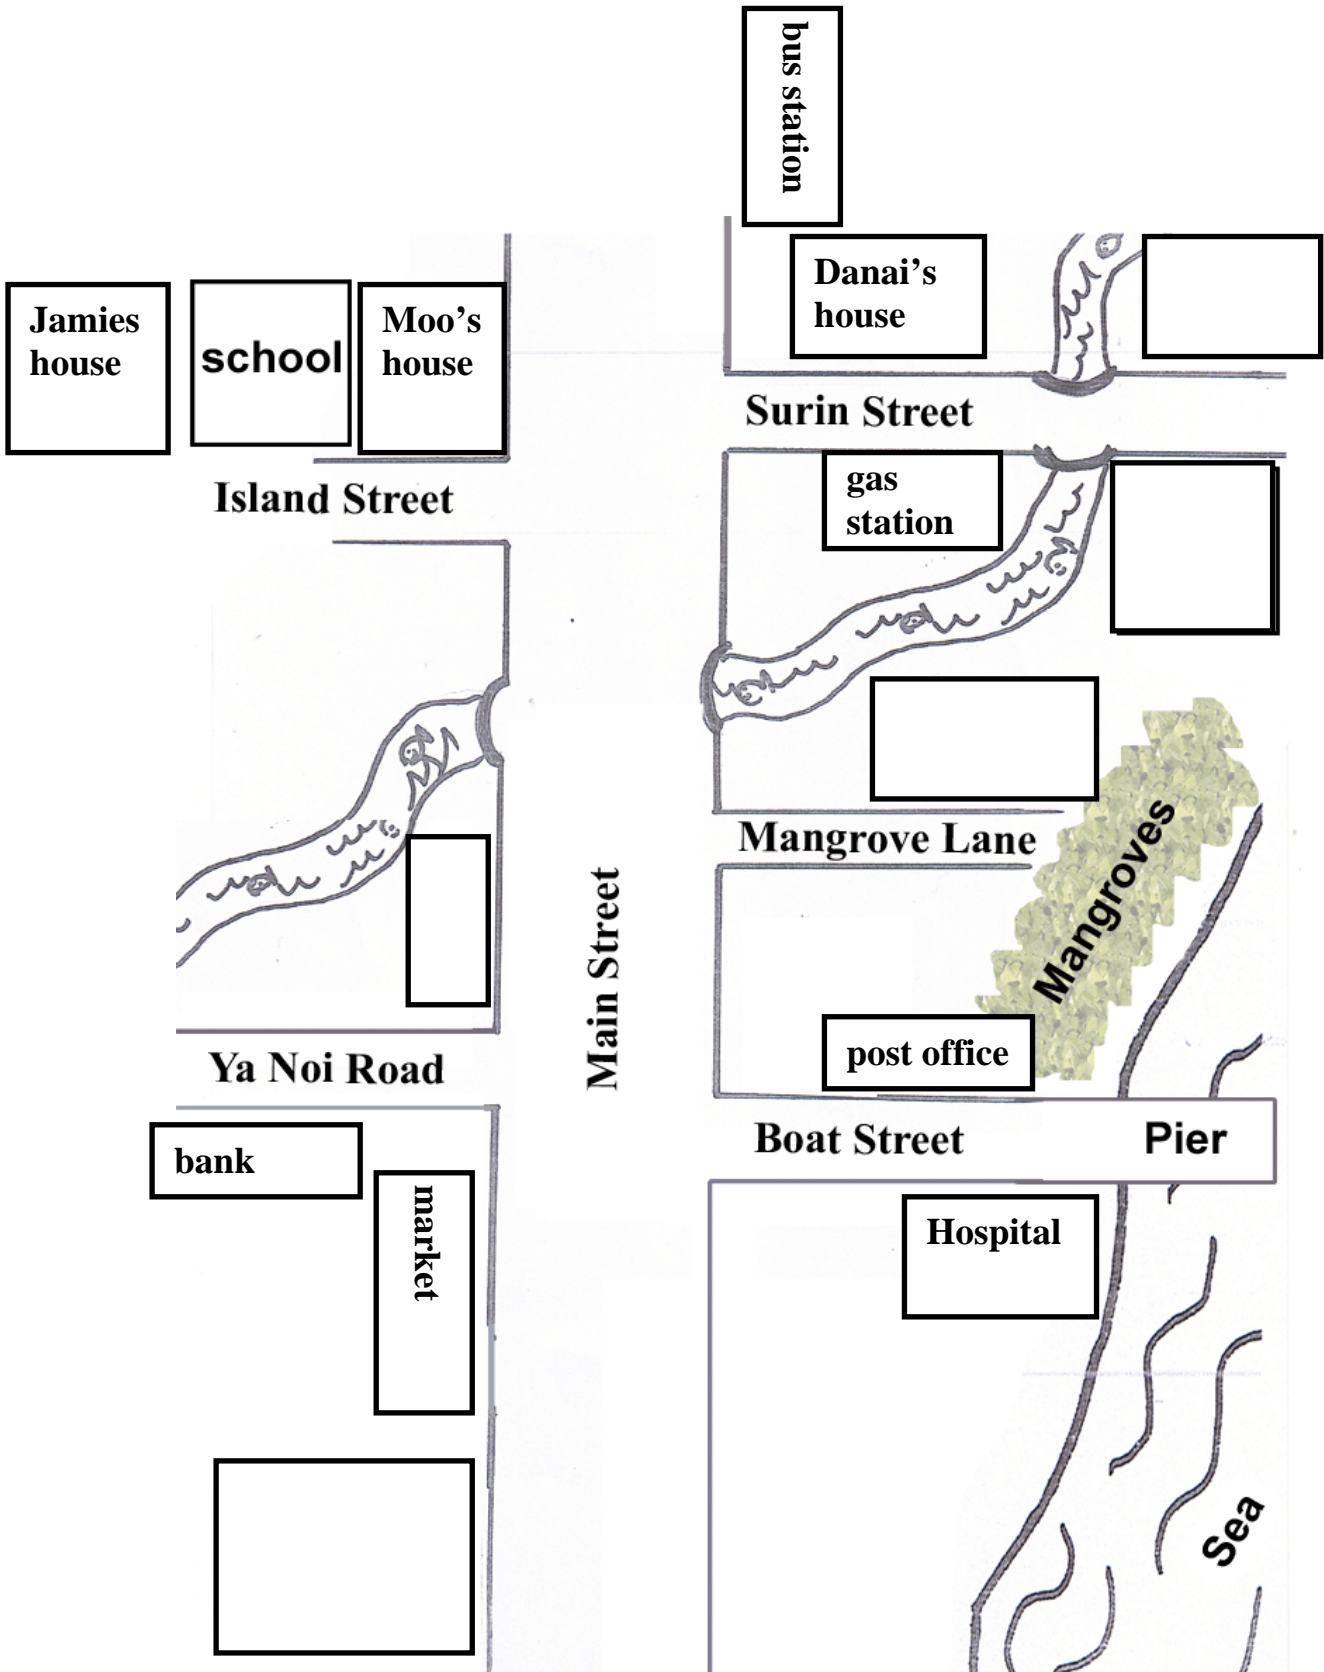 bus station
Danai’s
house
Jamies
house
school
Moo’s
house
Surin Street
gas
station
Island Street
Mangrove Lane
Mangroves
Main Street
post office
Ya Noi Road
Boat Street
Pier
bank
market
Hospital
Sea